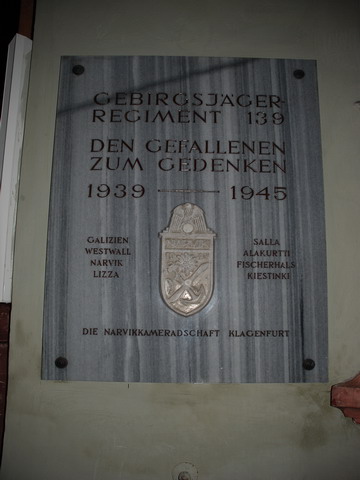 GEBIRGSJÄGER-
REGIMENT 139
DEN GEFALLENEN
ZUM GEDENKEN
1939 1945
GALIZIEN
WESTWALL
NARVIK
LIZZA
SALLA
ALAKURTTI
FISCHERHALS
KIESTINKI
DIE NARVIKKAMERADSCHAFT KLAGENFURT